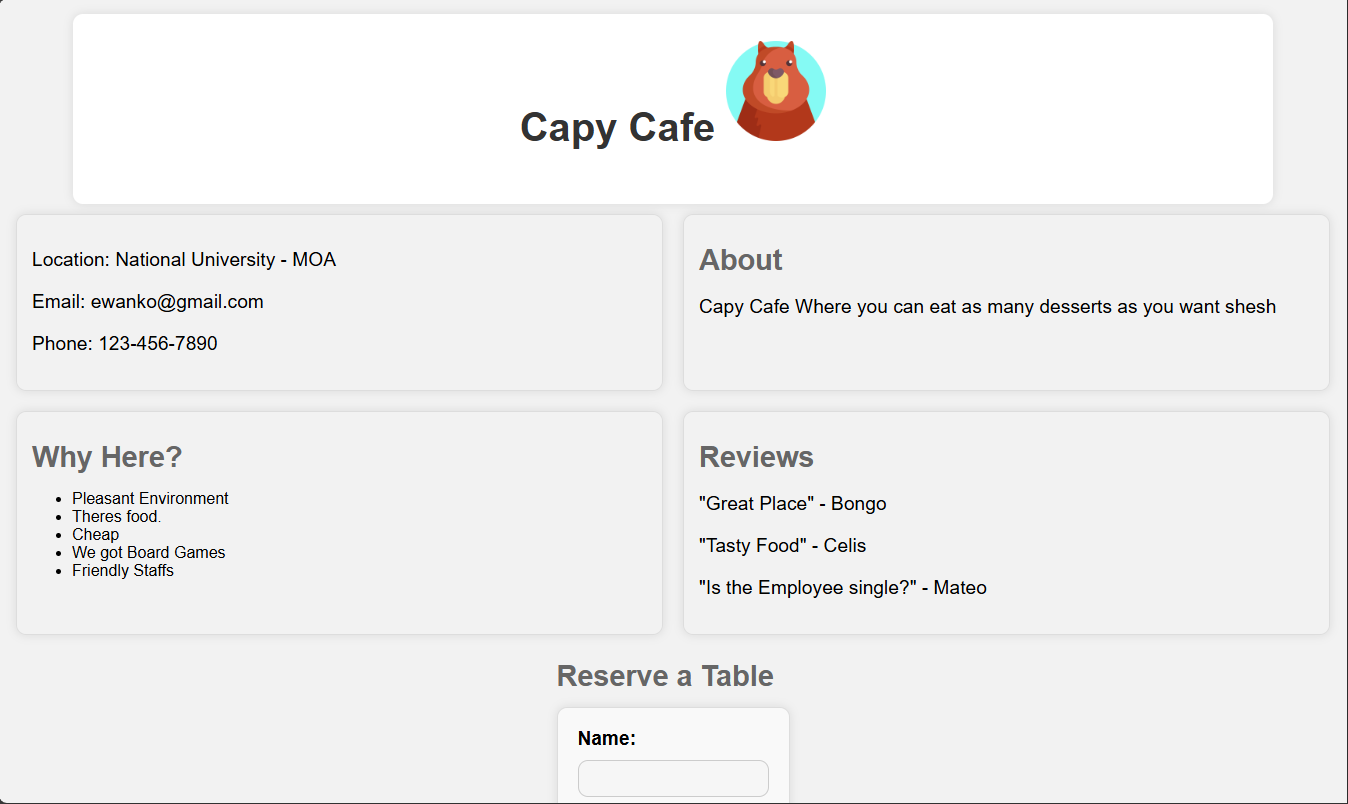 Capy Cafe
Location: National University - MOA
Email: ewanko@gmail.com
Phone: 123-456-7890
About
Capy Cafe Where you can eat as many desserts as you want shesh
Why Here?
Pleasant Environment
Theres food.
Cheap
We got Board Games
Friendly Staffs
Reviews
"Great Place" - Bongo
"Tasty Food" - Celis
"Is the Employee single?" - Mateo
Reserve a Table
Name: